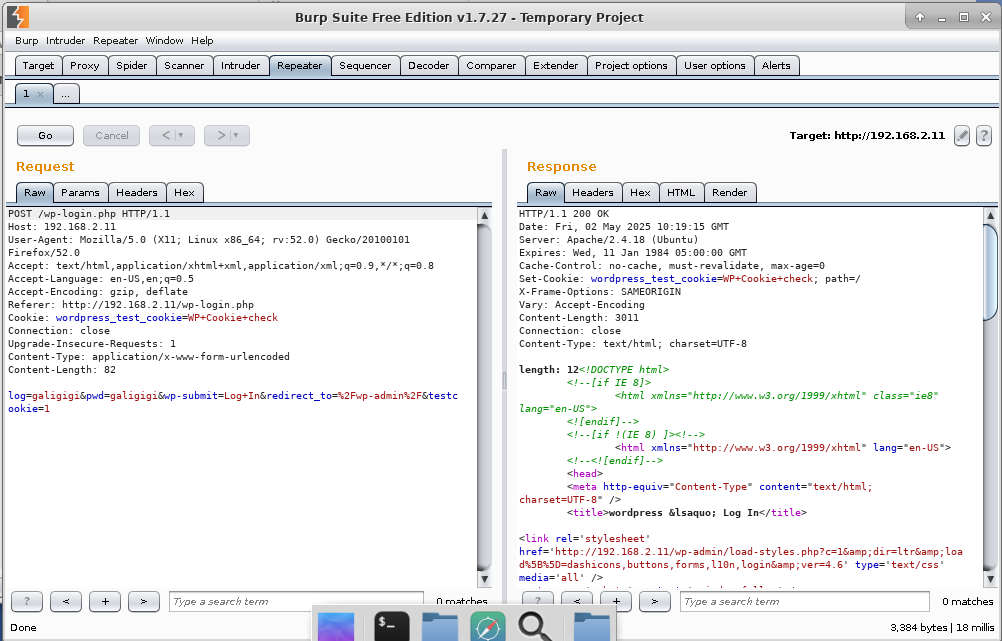 Burp Suite Free Edition v1.7.27 - Temporary Project
Burp Intruder Repeater Window Help
Target Proxy Spider Scanner Intruder Repeater Sequencer Decoder Comparer Extender Project options User options Alerts
1 × ...
Go Cancel < > Target: http://192.168.2.11 ?
Request
Raw Params Headers Hex
POST /wp-login.php HTTP/1.1
Host: 192.168.2.11
User-Agent: Mozilla/5.0 (X11; Linux x86_64; rv:52.0) Gecko/20100101
Firefox/52.0
Accept: text/html,application/xhtml+xml,application/xml;q=0.9,*/*;q=0.8
Accept-Language: en-US,en;q=0.5
Accept-Encoding: gzip, deflate
Referer: http://192.168.2.11/wp-login.php
Cookie: wordpress_test_cookie=WP+Cookie+check
Connection: close
Upgrade-Insecure-Requests: 1
Content-Type: application/x-www-form-urlencoded
Content-Length: 82
log=galigigi&pwd=galigigi&wp-submit=Log+In&redirect_to=%2Fwp-admin%2F&testc
ookie=1
? < + > Type a search term 0 matches
Response
Raw Headers Hex HTML Render
HTTP/1.1 200 OK
Date: Fri, 02 May 2025 10:19:15 GMT
Server: Apache/2.4.18 (Ubuntu)
Expires: Wed, 11 Jan 1984 05:00:00 GMT
Cache-Control: no-cache, must-revalidate, max-age=0
Set-Cookie: wordpress_test_cookie=WP+Cookie+check; path=/
X-Frame-Options: SAMEORIGIN
Vary: Accept-Encoding
Content-Length: 3011
Connection: close
Content-Type: text/html; charset=UTF-8
length: 12<!DOCTYPE html>
<!--[if IE 8]>
<html xmlns="http://www.w3.org/1999/xhtml" class="ie8"
lang="en-US">
<![endif]-->
<!--[if !(IE 8) ]><!-->
<html xmlns="http://www.w3.org/1999/xhtml" lang="en-US">
<!--<![endif]-->
<head>
<meta http-equiv="Content-Type" content="text/html;
charset=UTF-8" />
<title>wordpress &lsaquo; Log In</title>
<link rel='stylesheet'
href='http://192.168.2.11/wp-admin/load-styles.php?c=1&amp;dir=ltr&amp;loa
d%5B%5D=dashicons,buttons,forms,l10n,login&amp;ver=4.6' type='text/css'
media='all' />
? < + > Type a search term 0 matches
Done 3,384 bytes | 18 millis
$_